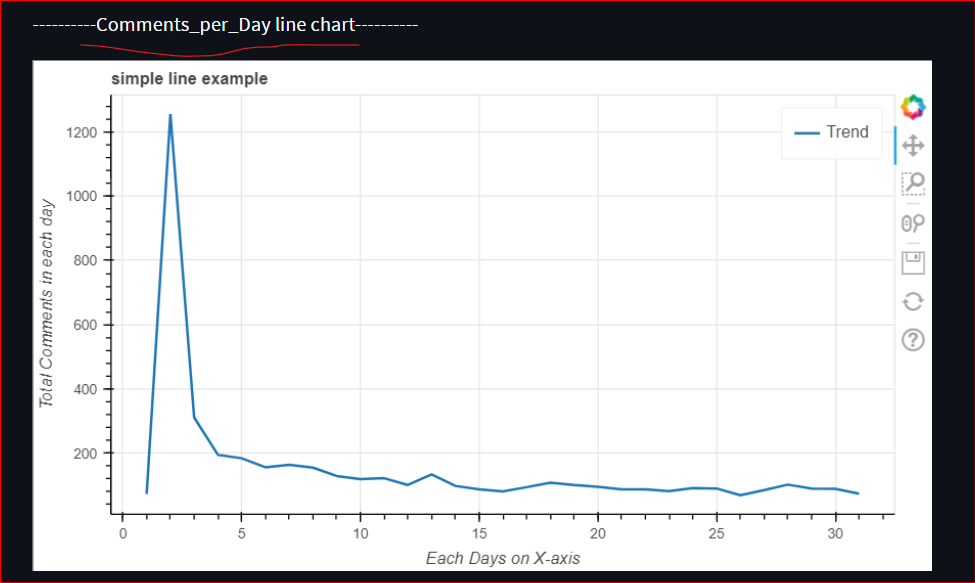 ----------Comments_per_Day line chart----------
simple line example
Trend
Total Comments in each day
1200
1000
800
600
400
200
0 5 10 15 20 25 30
Each Days on X-axis